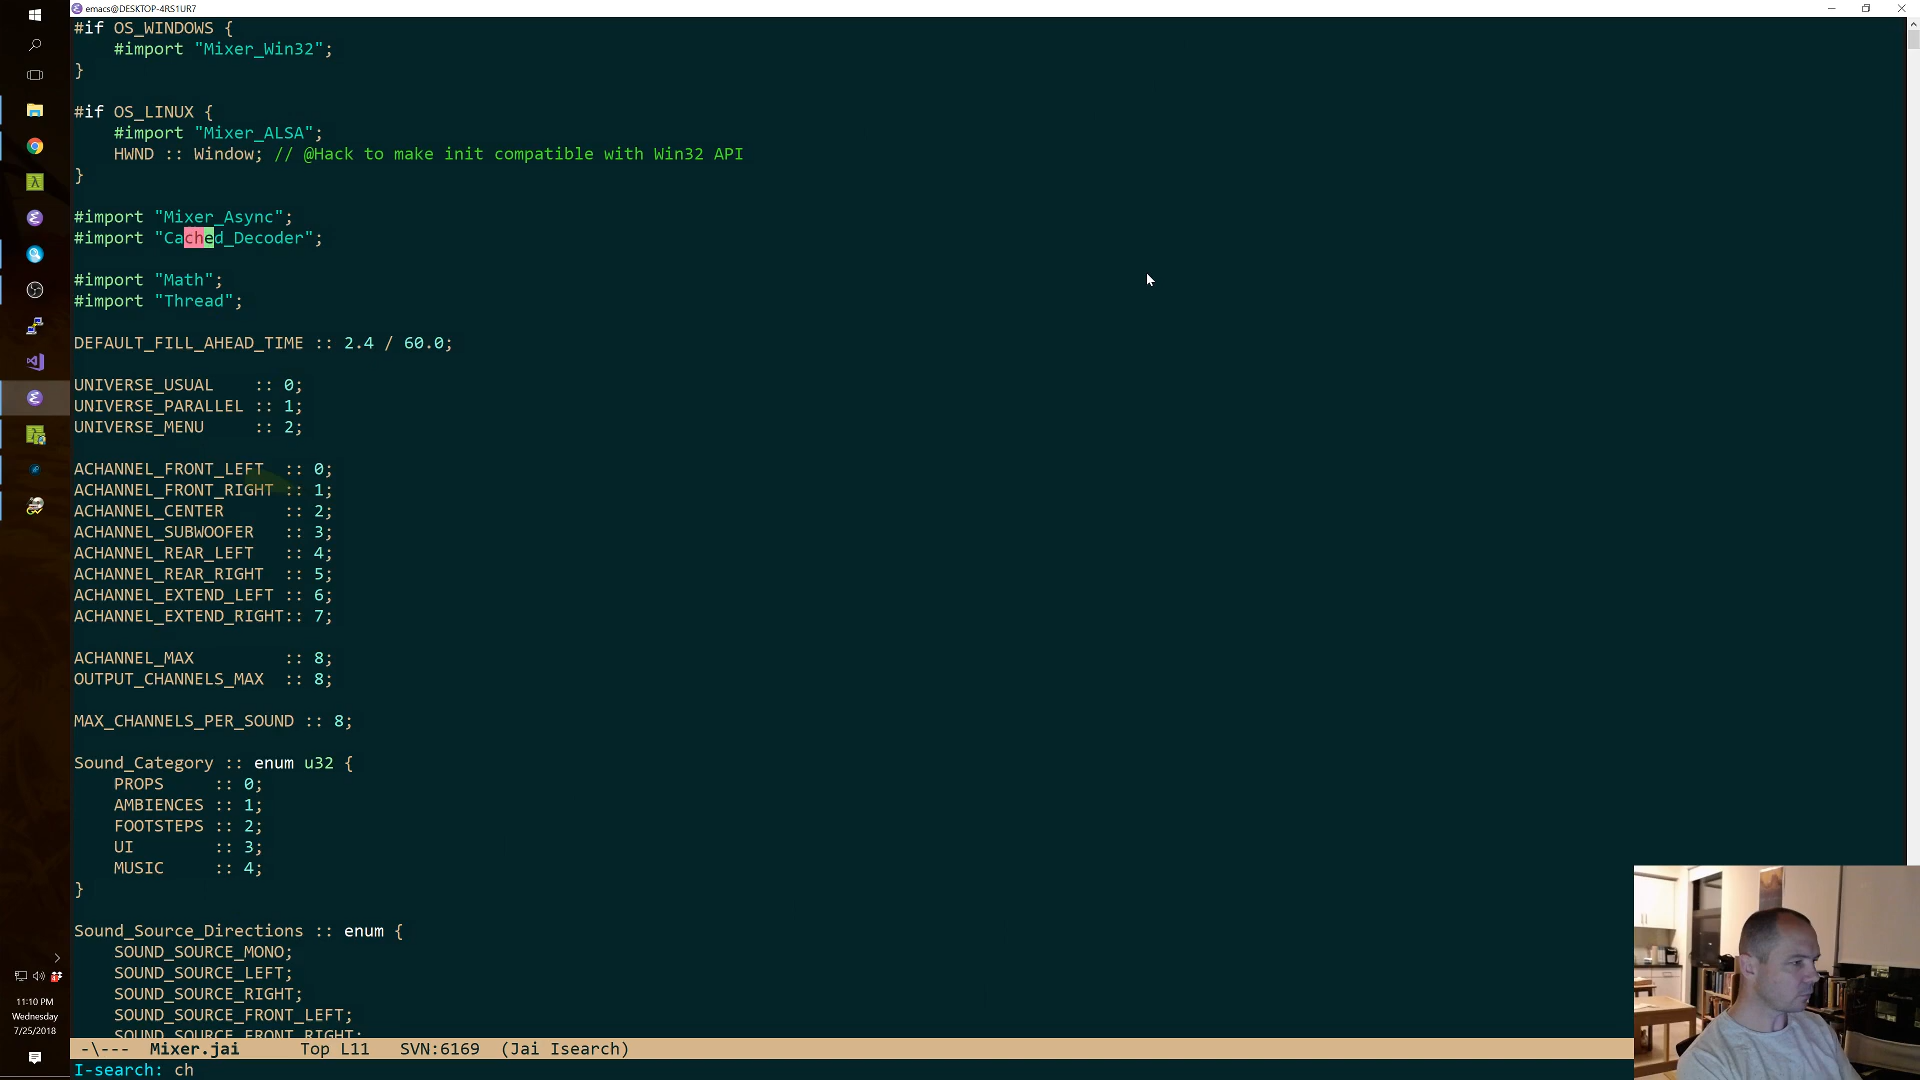 emacs@DESKTOP-4RS1UR7
#if OS_WINDOWS {
#import "Mixer_Win32";
}
#if OS_LINUX {
#import "Mixer_ALSA";
HWND :: Window; // @Hack to make init compatible with Win32 API
}
#import "Mixer_Async";
#import "Cached_Decoder";
#import "Math";
#import "Thread";
DEFAULT_FILL_AHEAD_TIME :: 2.4 / 60.0;
UNIVERSE_USUAL :: 0;
UNIVERSE_PARALLEL :: 1;
UNIVERSE_MENU :: 2;
ACHANNEL_FRONT_LEFT :: 0;
ACHANNEL_FRONT_RIGHT :: 1;
ACHANNEL_CENTER :: 2;
ACHANNEL_SUBWOOFER :: 3;
ACHANNEL_REAR_LEFT :: 4;
ACHANNEL_REAR_RIGHT :: 5;
ACHANNEL_EXTEND_LEFT :: 6;
ACHANNEL_EXTEND_RIGHT:: 7;
ACHANNEL_MAX :: 8;
OUTPUT_CHANNELS_MAX :: 8;
MAX_CHANNELS_PER_SOUND :: 8;
Sound_Category :: enum u32 {
PROPS :: 0;
AMBIENCES :: 1;
FOOTSTEPS :: 2;
UI :: 3;
MUSIC :: 4;
}
Sound_Source_Directions :: enum {
SOUND_SOURCE_MONO;
SOUND_SOURCE_LEFT;
SOUND_SOURCE_RIGHT;
SOUND_SOURCE_FRONT_LEFT;
SOUND_SOURCE_FRONT_RIGHT;
-\--- Mixer.jai Top L11 SVN:6169 (Jai Isearch)
I-search: ch
11:10 PM
Wednesday
7/25/2018